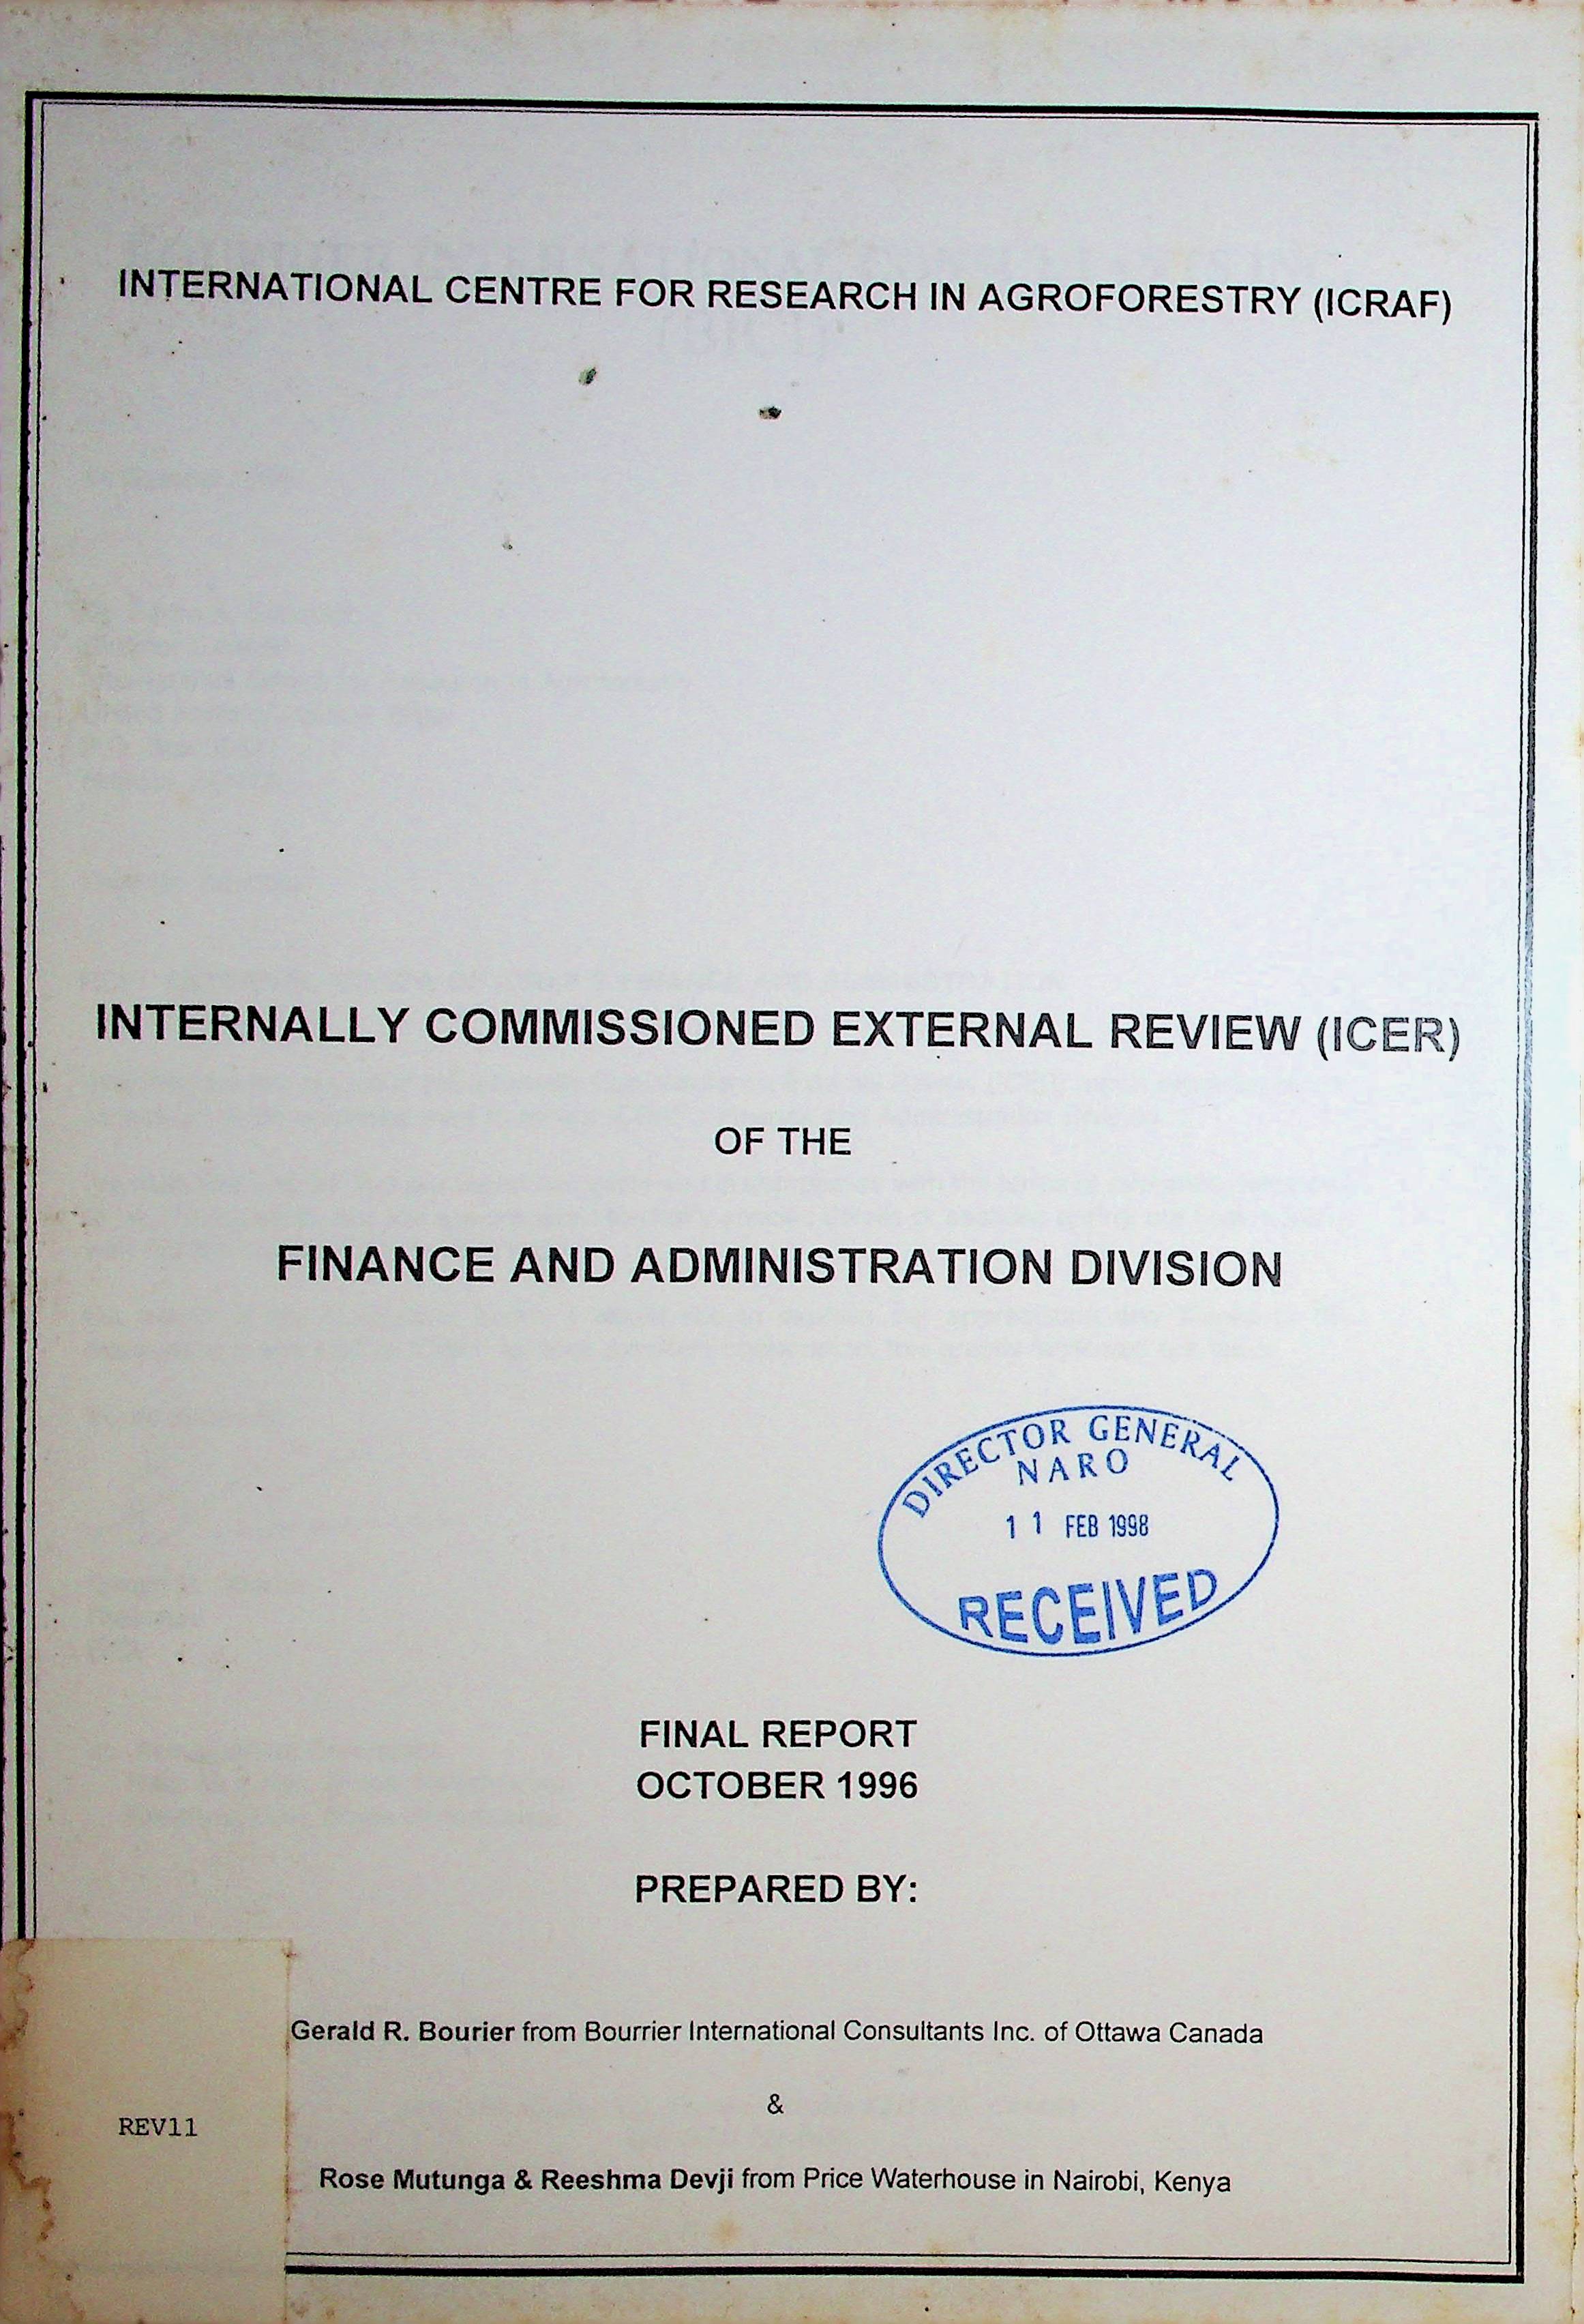 INTERNATIONAL CENTRE FOR RESEARCH IN AGROFORESTRY (ICRAF)
INTERNALLY COMMISSIONED EXTERNAL REVIEW (ICER)
OF THE
FINANCE AND ADMINISTRATION DIVISION
DIRECTOR GENERAL
NARO
11 FEB 1998
RECEIVED
FINAL REPORT
OCTOBER 1996
PREPARED BY:
Gerald R. Bourier from Bourrier International Consultants Inc. of Ottawa Canada
&
REV11
Rose Mutunga & Reeshma Devji from Price Waterhouse in Nairobi, Kenya